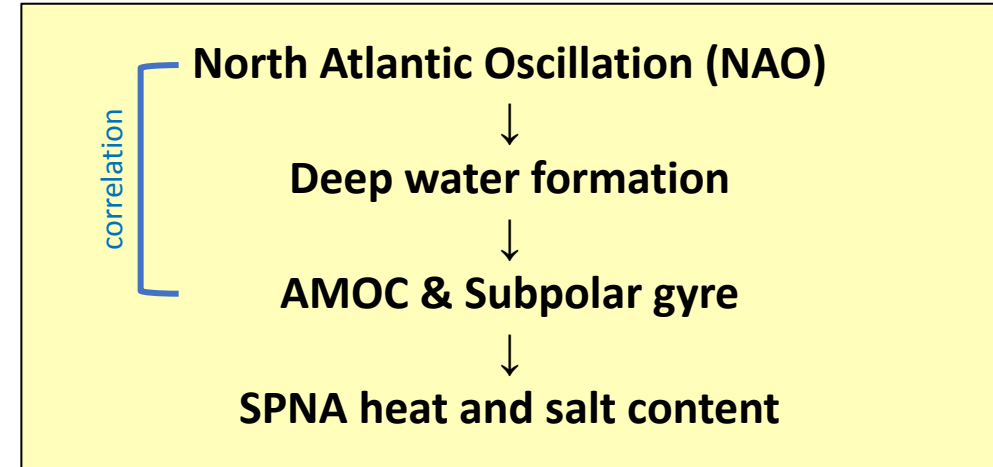 North Atlantic Oscillation (NAO)
↓
Deep water formation
↓
AMOC & Subpolar gyre
↓
SPNA heat and salt content
correlation